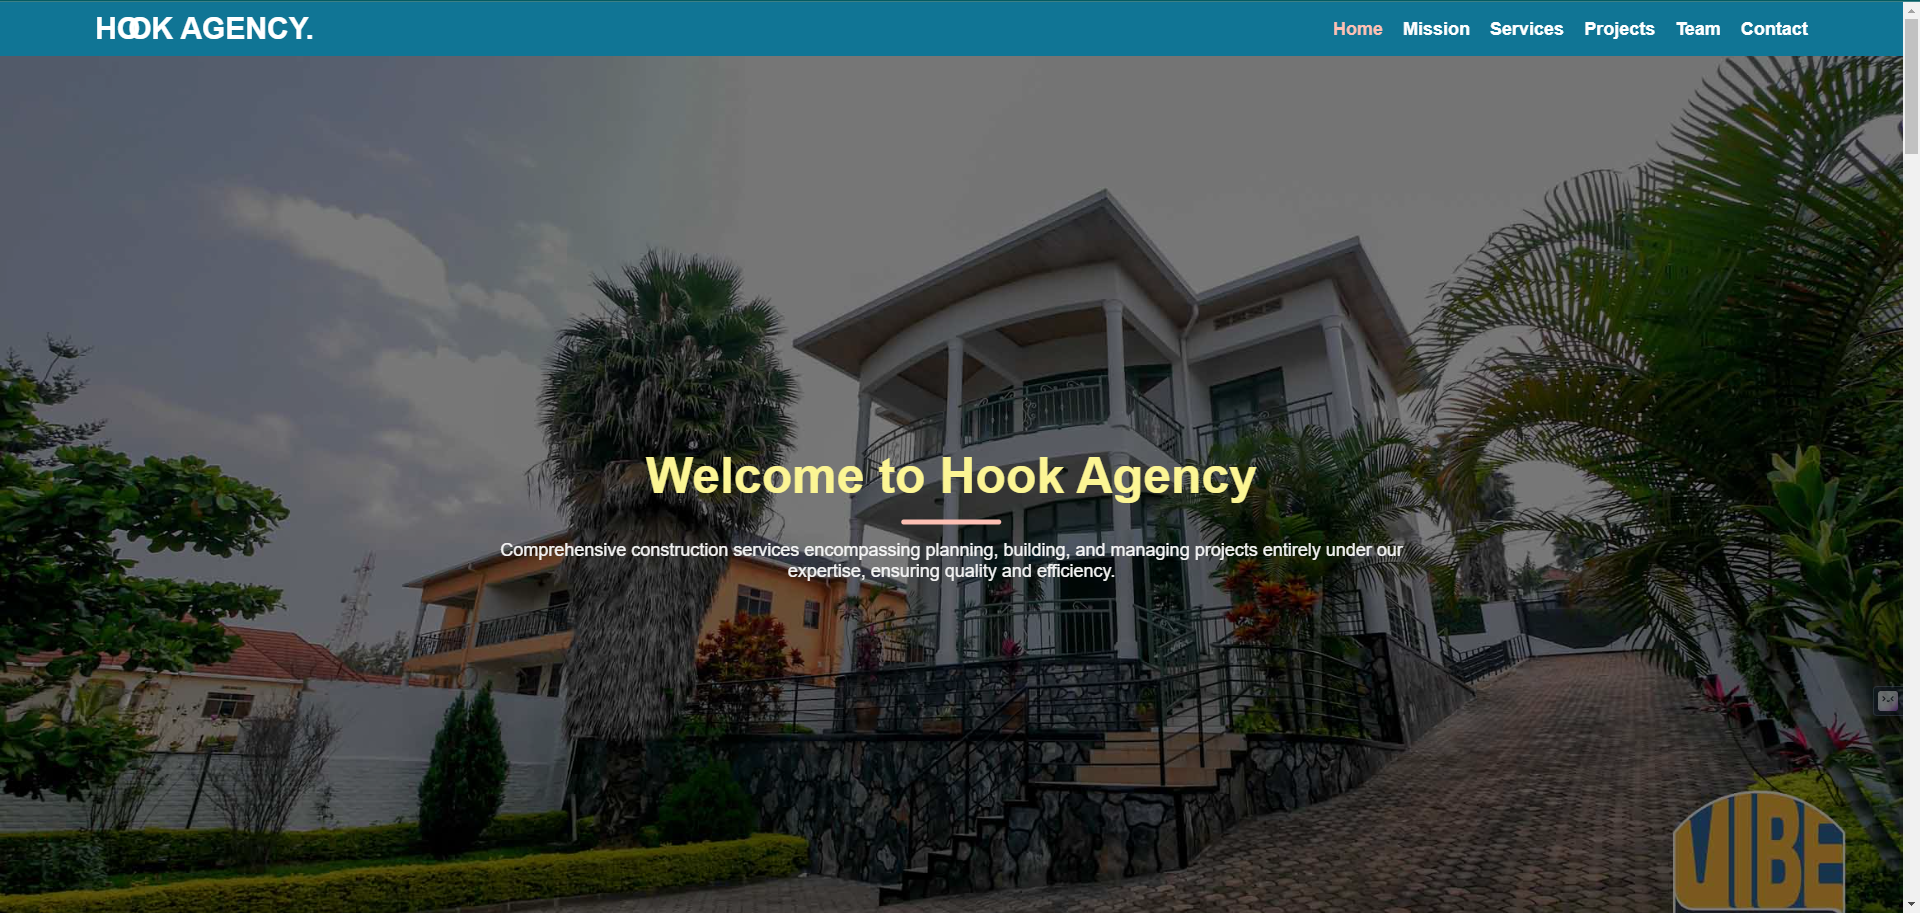 HOOK AGENCY.
Home Mission Services Projects Team Contact
Welcome to Hook Agency
Comprehensive construction services encompassing planning, building, and managing projects entirely under our
expertise, ensuring quality and efficiency.
VIBE